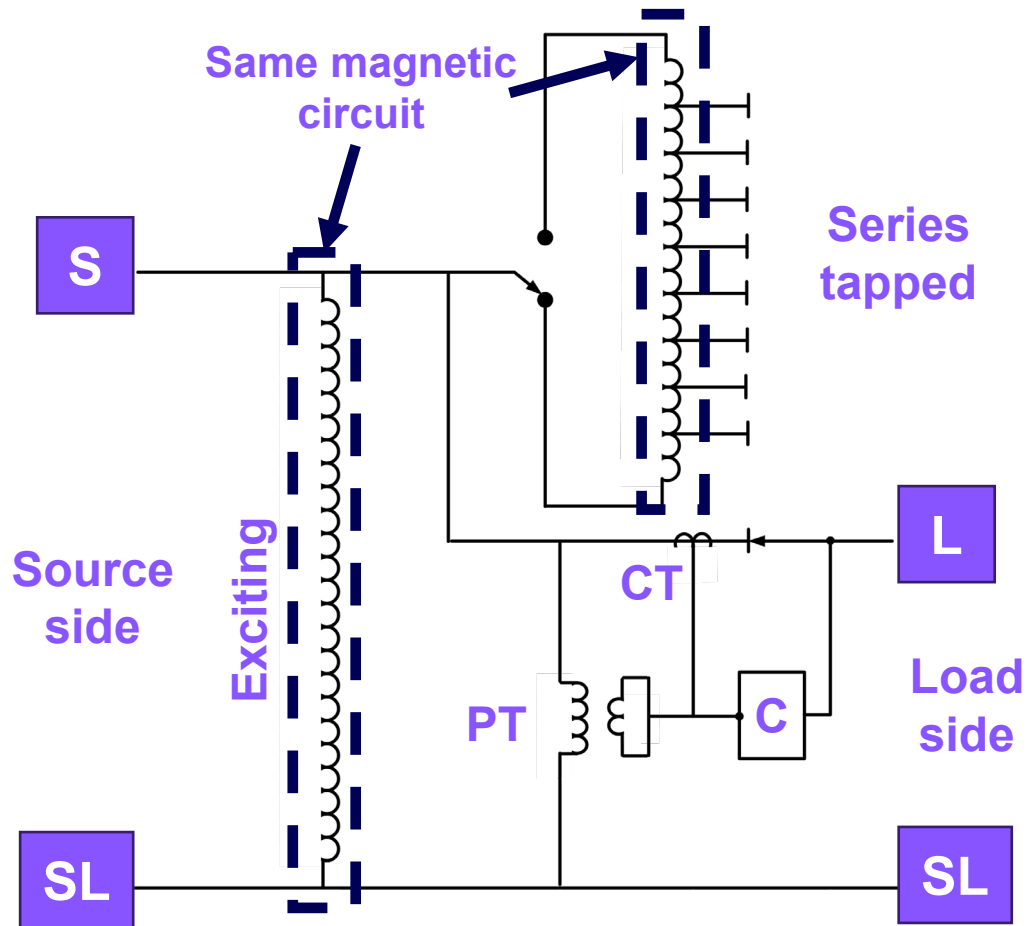 Same magnetic
circuit
S
Series
tapped
Exciting
Source
side
L
CT
Load
side
PT
C
SL
SL